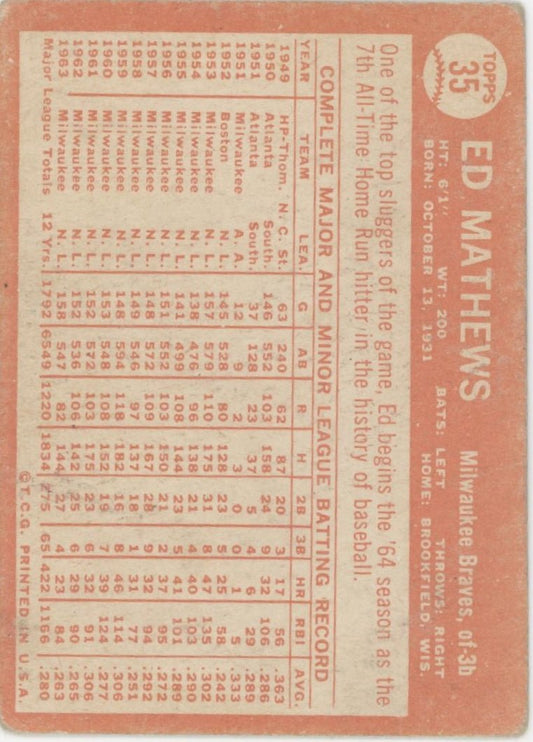 TOPPS
35
ED MATHEWS Milwaukee Braves, of-3b
HT: 6'1" WT: 200 BATS: LEFT THROWS: RIGHT
BORN: OCTOBER 13, 1931 HOME: BROOKFIELD, WIS.
One of the top sluggers of the game, Ed begins the '64 season as the
7th All-Time Home Run hitter in the history of baseball.
COMPLETE MAJOR AND MINOR LEAGUE BATTING RECORD
YEAR TEAM LEA. G AB R H 2B 3B HR RBI AVG.
1949 HP-Thom. N. C. St. 63 240 62 87 20 3 17 56 .363
1950 Atlanta South. 146 552 103 158 24 9 32 106 .286
1951 Atlanta South. 37 128 23 37 5 4 6 29 .289
1951 Milwaukee A. A. 12 9 2 3 0 0 1 5 .333
1952 Boston N. L. 145 528 80 128 23 5 25 58 .242
1953 Milwaukee N. L. 157 579 110 175 31 8 47 135 .302
1954 Milwaukee N. L. 138 476 96 138 21 4 40 103 .290
1955 Milwaukee N. L. 141 499 108 144 23 5 41 101 .289
1956 Milwaukee N. L. 151 552 103 150 21 2 37 95 .272
1957 Milwaukee N. L. 148 572 109 167 28 9 32 94 .292
1958 Milwaukee N. L. 149 546 97 137 18 1 31 77 .251
1959 Milwaukee N. L. 148 594 118 182 16 8 46 114 .306
1960 Milwaukee N. L. 153 548 108 152 19 7 39 124 .277
1961 Milwaukee N. L. 152 572 103 175 23 6 32 91 .306
1962 Milwaukee N. L. 152 536 106 142 25 6 29 90 .265
1963 Milwaukee N. L. 158 547 82 144 27 4 23 84 .263
Major League Totals 12 Yrs. 1792 6549 1220 1834 275 65 422 1166 .280
© T.C.G. PRINTED IN U.S.A.